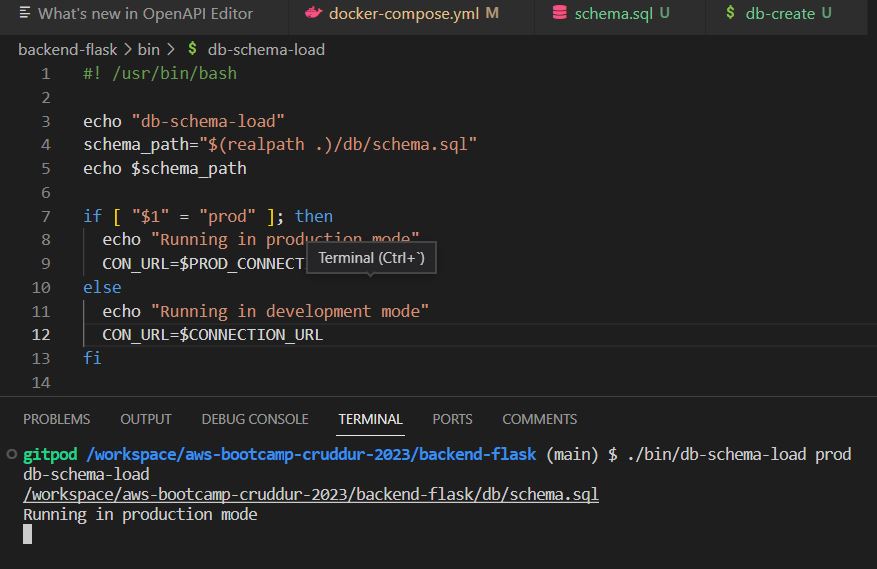 What's new in OpenAPI Editor docker-compose.yml M schema.sql U $ db-create U
backend-flask > bin > $ db-schema-load
1 #! /usr/bin/bash
2
3 echo "db-schema-load"
4 schema_path="$(realpath .)/db/schema.sql"
5 echo $schema_path
6
7 if [ "$1" = "prod" ]; then
8 echo "Running in production mode"
9 CON_URL=$PROD_CONNECT
Terminal (Ctrl+`)
10 else
11 echo "Running in development mode"
12 CON_URL=$CONNECTION_URL
13 fi
14
PROBLEMS OUTPUT DEBUG CONSOLE TERMINAL PORTS COMMENTS
gitpod /workspace/aws-bootcamp-cruddur-2023/backend-flask (main) $ ./bin/db-schema-load prod
db-schema-load
/workspace/aws-bootcamp-cruddur-2023/backend-flask/db/schema.sql
Running in production mode